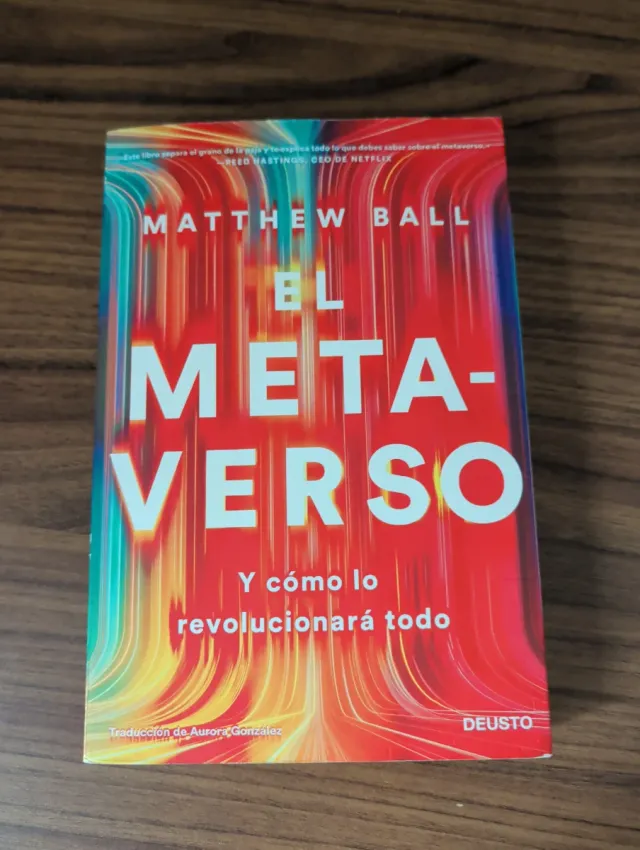 «Este libro separa el grano de la paja y te explica todo lo que debes saber sobre el metaverso.»
—REED HASTINGS, CEO DE NETFLIX
MATTHEW BALL
EL
META-
VERSO
Y cómo lo
revolucionará todo
Traducción de Aurora González
DEUSTO